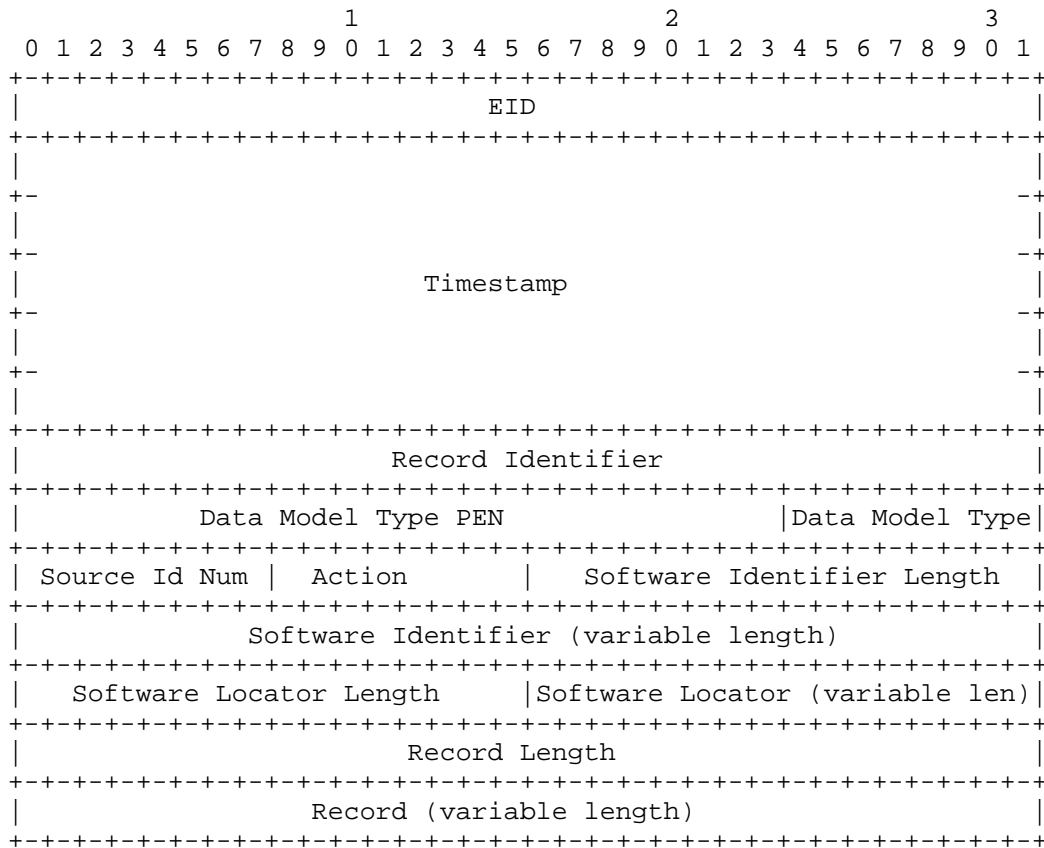 1                   2                   3
 0 1 2 3 4 5 6 7 8 9 0 1 2 3 4 5 6 7 8 9 0 1 2 3 4 5 6 7 8 9 0 1
+-+-+-+-+-+-+-+-+-+-+-+-+-+-+-+-+-+-+-+-+-+-+-+-+-+-+-+-+-+-+-+-+
|                             EID                               |
+-+-+-+-+-+-+-+-+-+-+-+-+-+-+-+-+-+-+-+-+-+-+-+-+-+-+-+-+-+-+-+-+
|                                                               |
+-                                                             -+
|                                                               |
+-                                                             -+
|                         Timestamp                             |
+-                                                             -+
|                                                               |
+-                                                             -+
|                                                               |
+-+-+-+-+-+-+-+-+-+-+-+-+-+-+-+-+-+-+-+-+-+-+-+-+-+-+-+-+-+-+-+-+
|                       Record Identifier                       |
+-+-+-+-+-+-+-+-+-+-+-+-+-+-+-+-+-+-+-+-+-+-+-+-+-+-+-+-+-+-+-+-+
|           Data Model Type PEN                 |Data Model Type|
+-+-+-+-+-+-+-+-+-+-+-+-+-+-+-+-+-+-+-+-+-+-+-+-+-+-+-+-+-+-+-+-+
| Source Id Num |  Action       |   Software Identifier Length  |
+-+-+-+-+-+-+-+-+-+-+-+-+-+-+-+-+-+-+-+-+-+-+-+-+-+-+-+-+-+-+-+-+
|              Software Identifier (variable length)            |
+-+-+-+-+-+-+-+-+-+-+-+-+-+-+-+-+-+-+-+-+-+-+-+-+-+-+-+-+-+-+-+-+
|   Software Locator Length     |Software Locator (variable len)|
+-+-+-+-+-+-+-+-+-+-+-+-+-+-+-+-+-+-+-+-+-+-+-+-+-+-+-+-+-+-+-+-+
|                        Record Length                          |
+-+-+-+-+-+-+-+-+-+-+-+-+-+-+-+-+-+-+-+-+-+-+-+-+-+-+-+-+-+-+-+-+
|                  Record (variable length)                     |
+-+-+-+-+-+-+-+-+-+-+-+-+-+-+-+-+-+-+-+-+-+-+-+-+-+-+-+-+-+-+-+-+